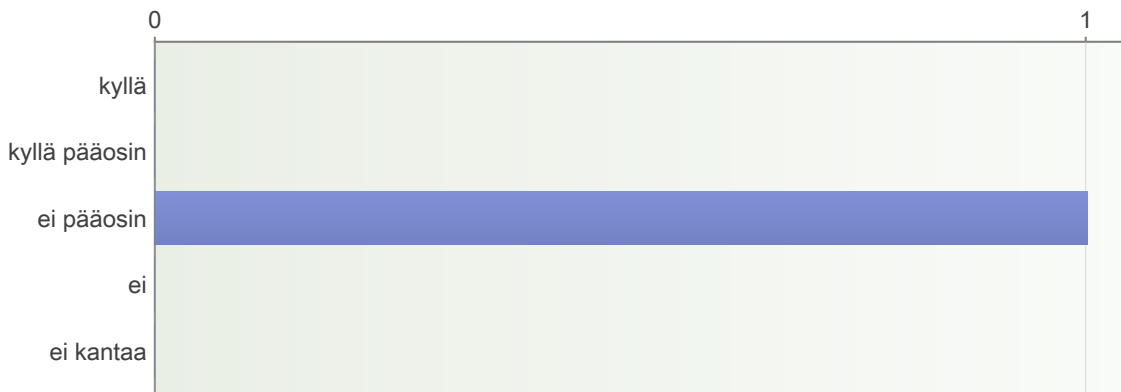 0 1
kyllä
kyllä pääosin
ei pääosin
ei
ei kantaa